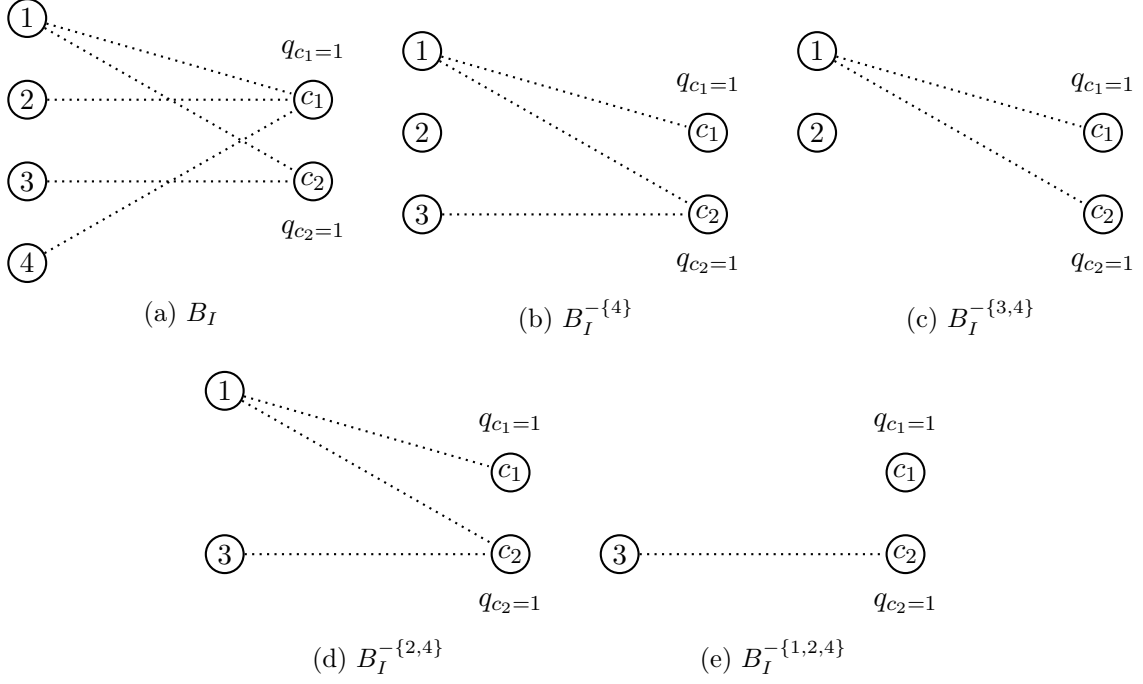 1
q_{c_1=1}
2
c_1
3
c_2
q_{c_2=1}
4
(a) B_I
1
q_{c_1=1}
2
c_1
3
c_2
q_{c_2=1}
(b) B_I^{-\{4\}}
1
q_{c_1=1}
2
c_1
c_2
q_{c_2=1}
(c) B_I^{-\{3,4\}}
1
q_{c_1=1}
c_1
3
c_2
q_{c_2=1}
(d) B_I^{-\{2,4\}}
q_{c_1=1}
c_1
3
c_2
q_{c_2=1}
(e) B_I^{-\{1,2,4\}}